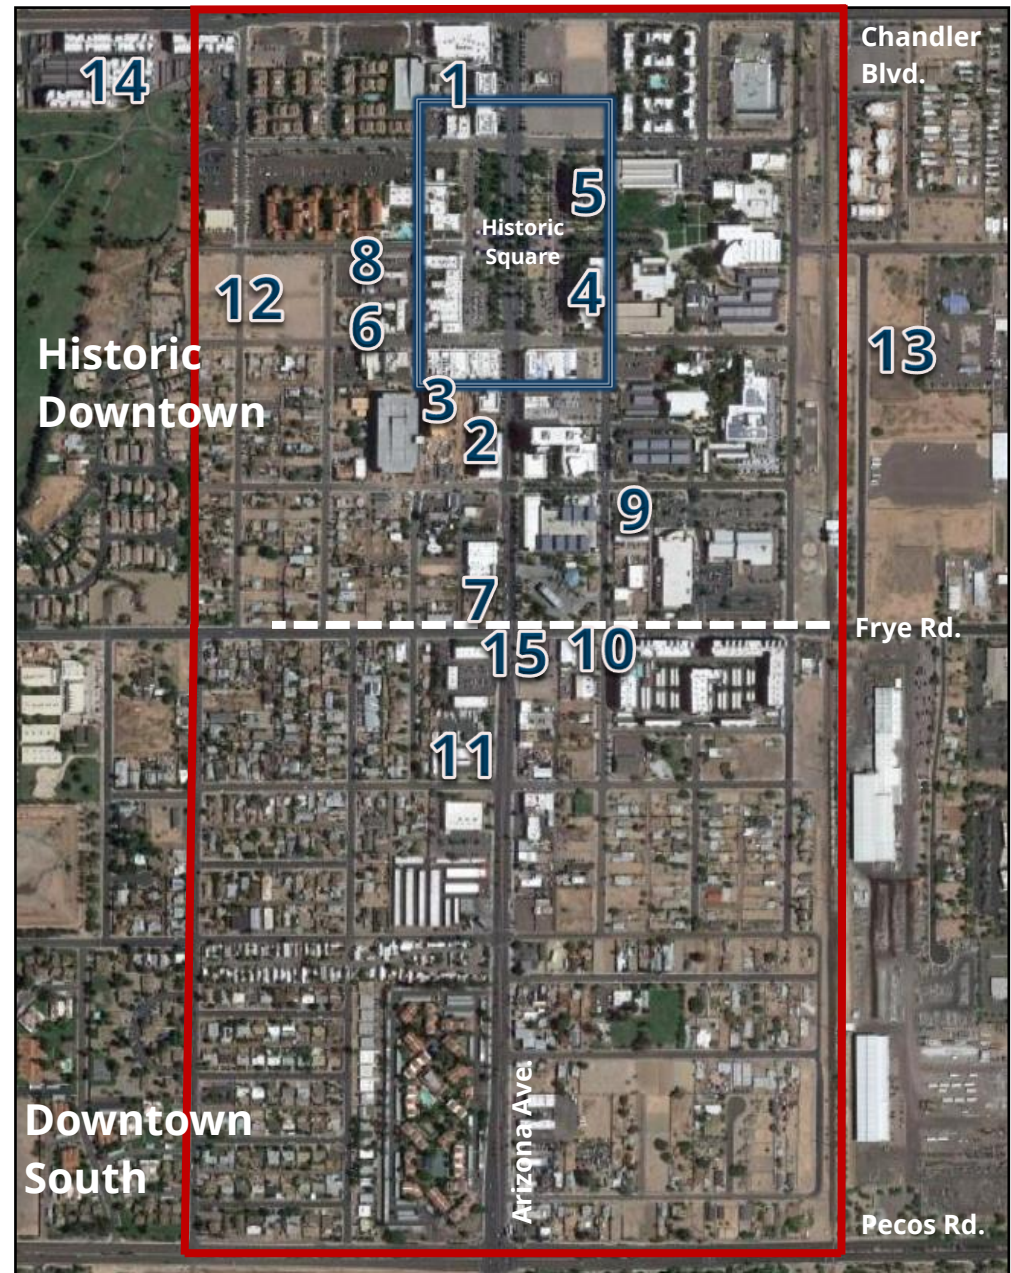 Chandler
Blvd.
14
1
5
Historic
Square
8
12
4
6
13
Historic
Downtown
3
2
9
7
Frye Rd.
15
10
11
Arizona Ave.
Downtown
South
Pecos Rd.